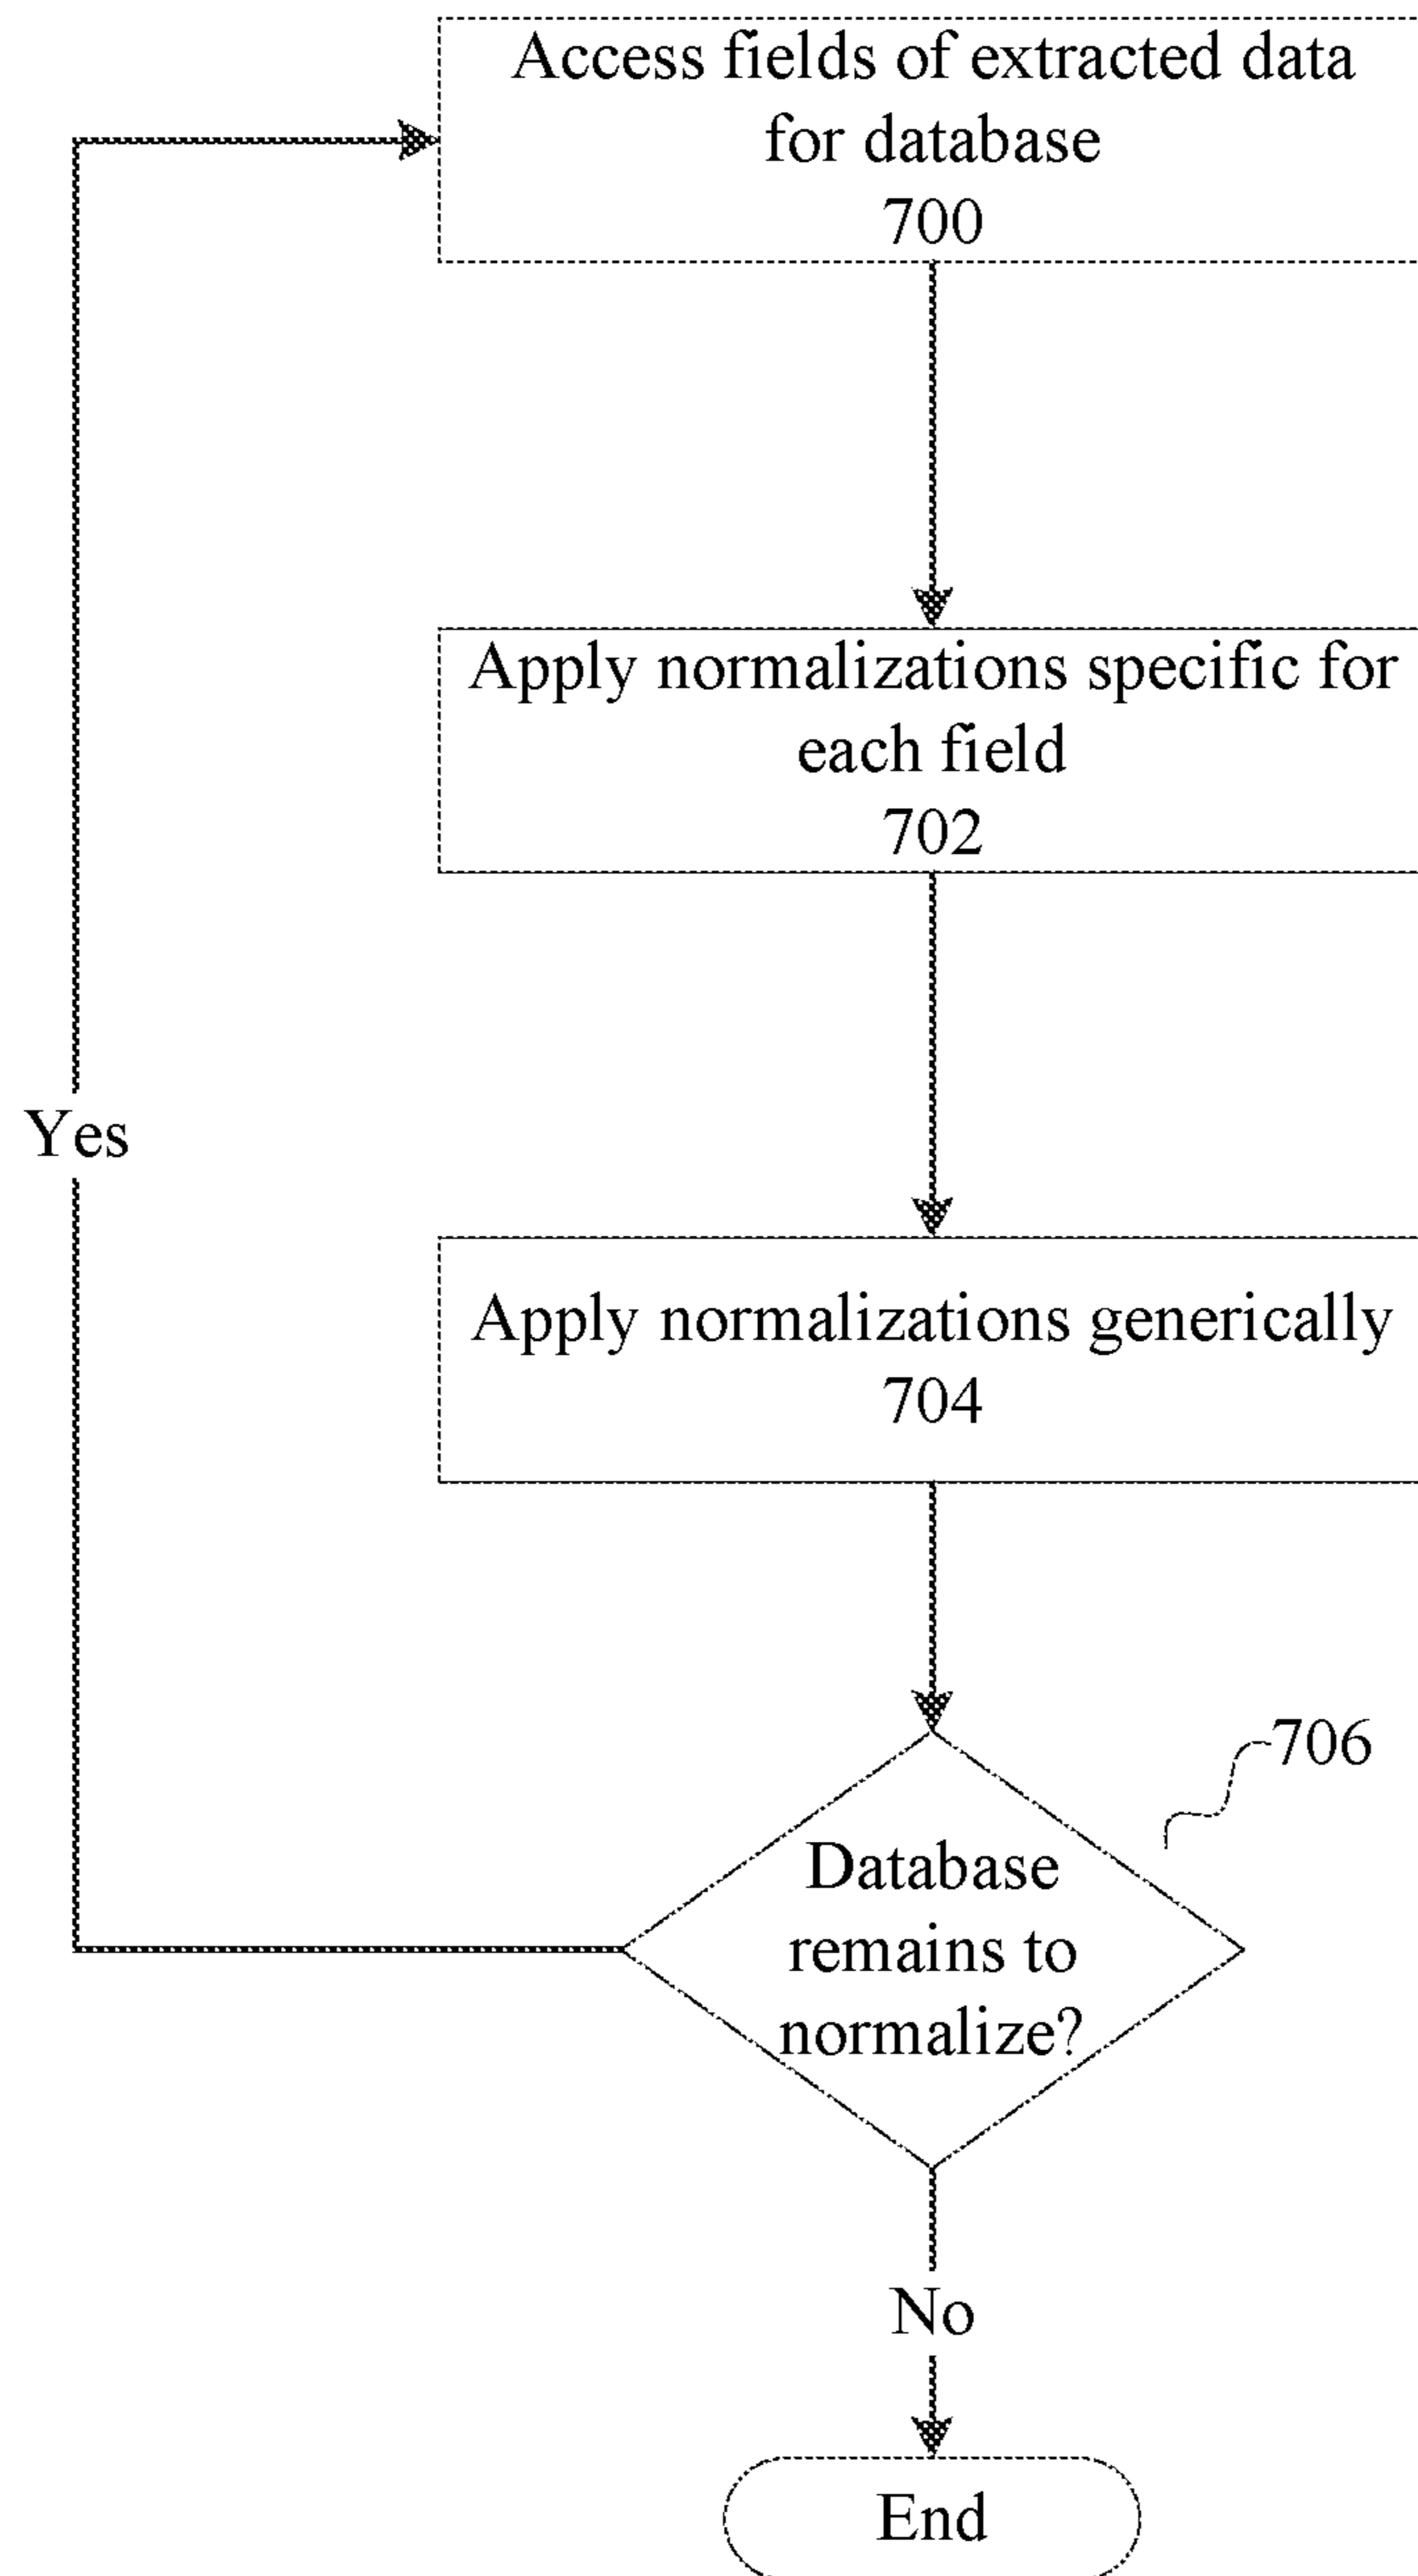 Access fields of extracted data
for database
700
Apply normalizations specific for
each field
702
Yes
Apply normalizations generically
704
706
Database
remains to
normalize?
No
End